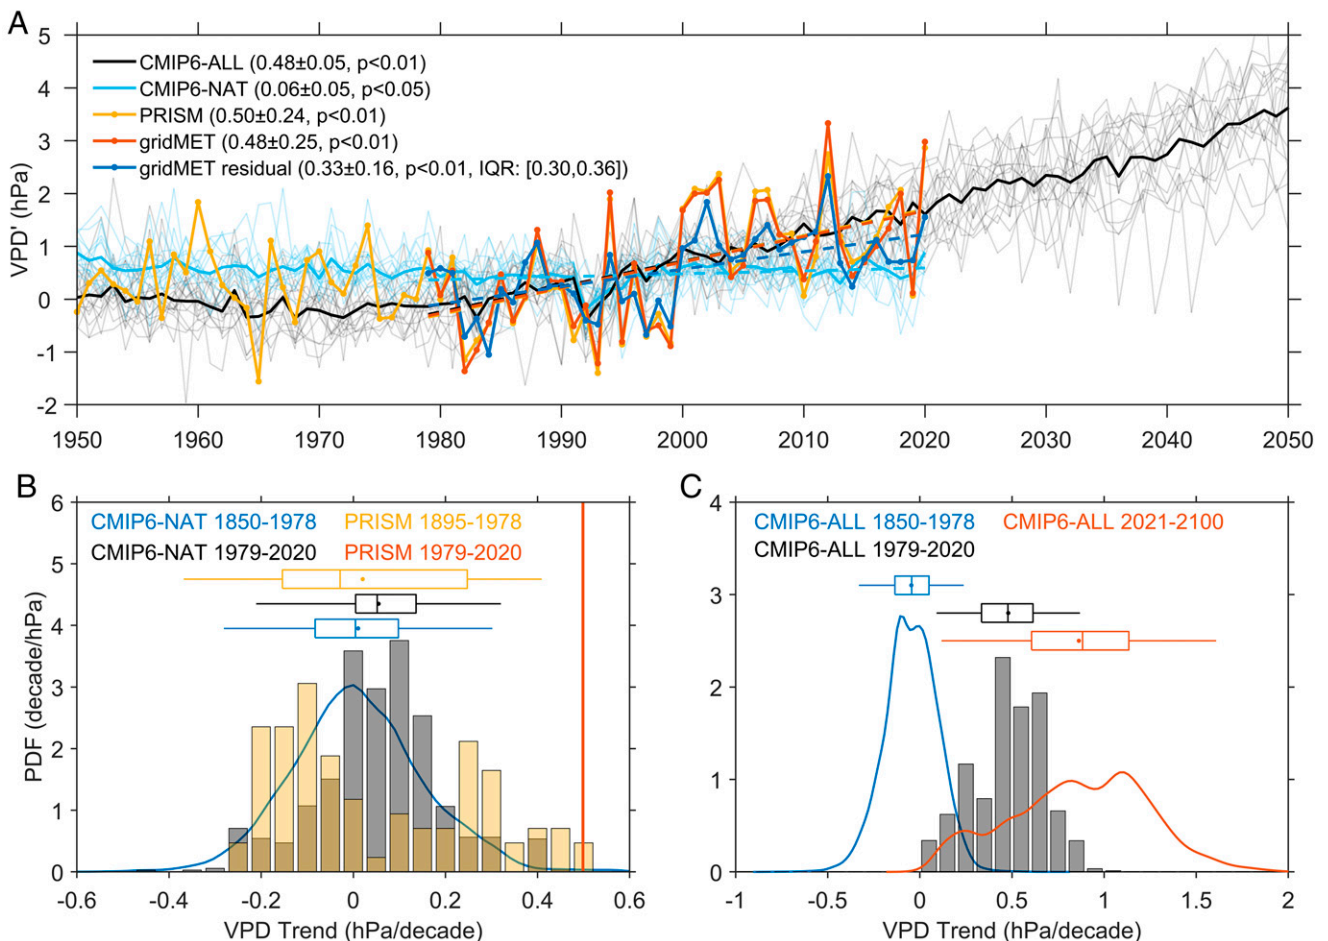 A
5
4
3
2
1
0
-1
-2
VPD' (hPa)
CMIP6-ALL (0.48±0.05, p<0.01)
CMIP6-NAT (0.06±0.05, p<0.05)
PRISM (0.50±0.24, p<0.01)
gridMET (0.48±0.25, p<0.01)
gridMET residual (0.33±0.16, p<0.01, IQR: [0.30,0.36])
1950 1960 1970 1980 1990 2000 2010 2020 2030 2040 2050
B
6
5
4
3
2
1
0
PDF (decade/hPa)
CMIP6-NAT 1850-1978 PRISM 1895-1978
CMIP6-NAT 1979-2020 PRISM 1979-2020
-0.6 -0.4 -0.2 0 0.2 0.4 0.6
VPD Trend (hPa/decade)
C
4
3
2
1
0
CMIP6-ALL 1850-1978 CMIP6-ALL 2021-2100
CMIP6-ALL 1979-2020
-1 -0.5 0 0.5 1 1.5 2
VPD Trend (hPa/decade)